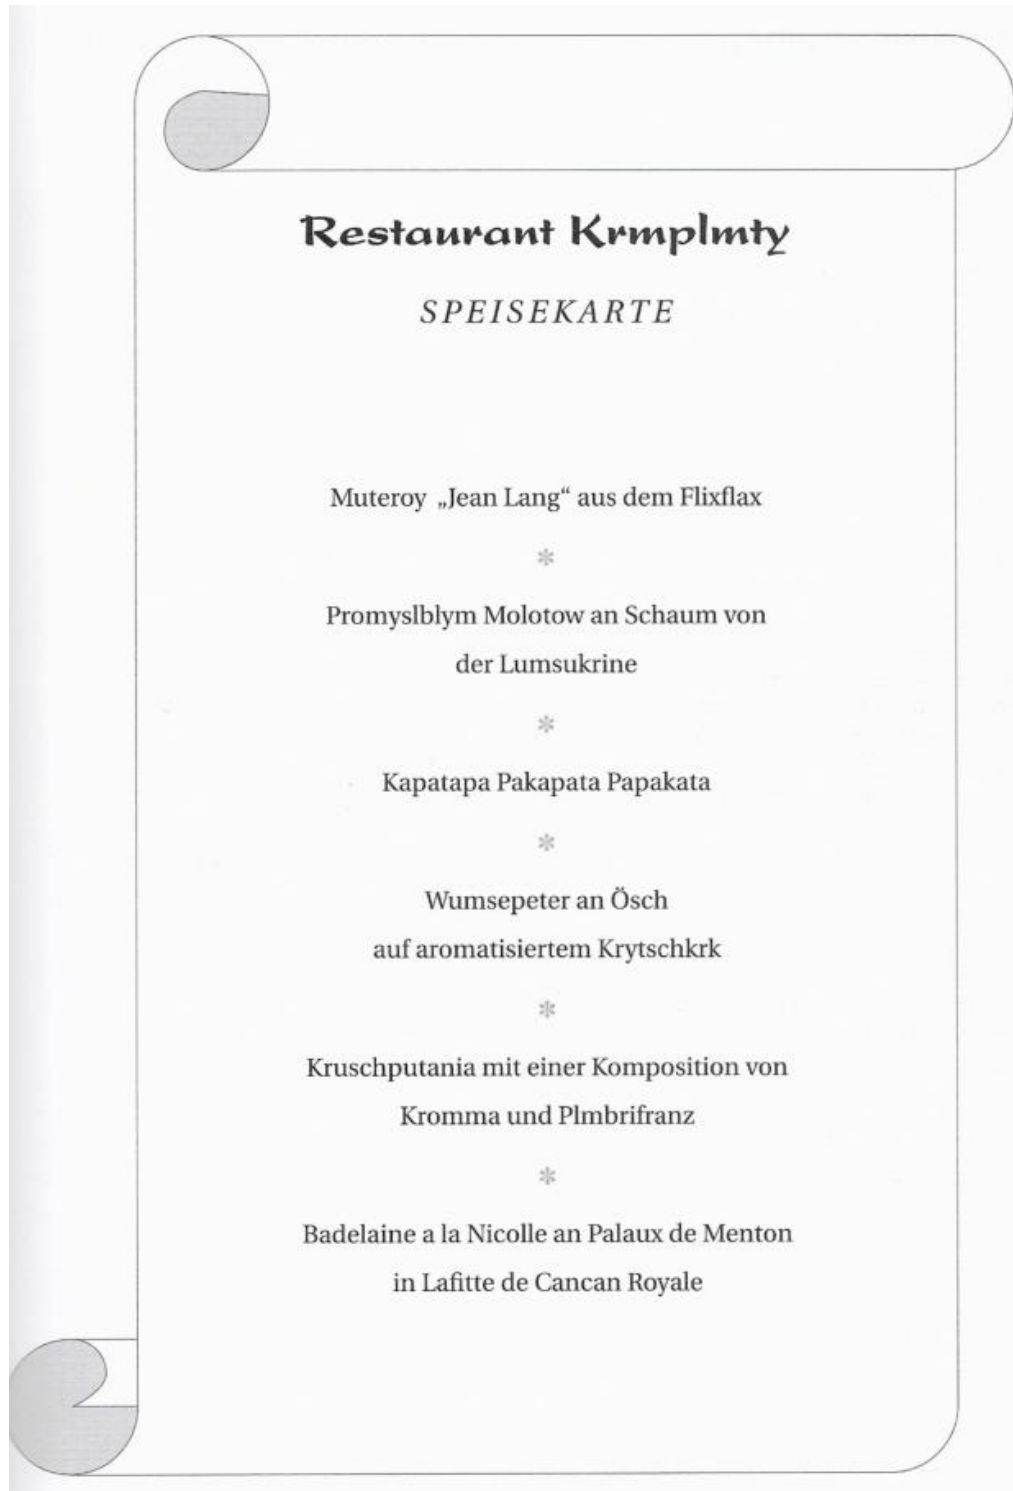 Restaurant Krmplmty
SPEISEKARTE
Muteroy „Jean Lang“ aus dem Flixflax
*
Promyslblym Molotow an Schaum von
der Lumsukrine
*
Kapatapa Pakapata Papakata
*
Wumsepeter an Ösch
auf aromatisiertem Krytschkrk
*
Kruschputania mit einer Komposition von
Kromma und Plmbrifranz
*
Badelaine a la Nicolle an Palaux de Menton
in Lafitte de Cancan Royale